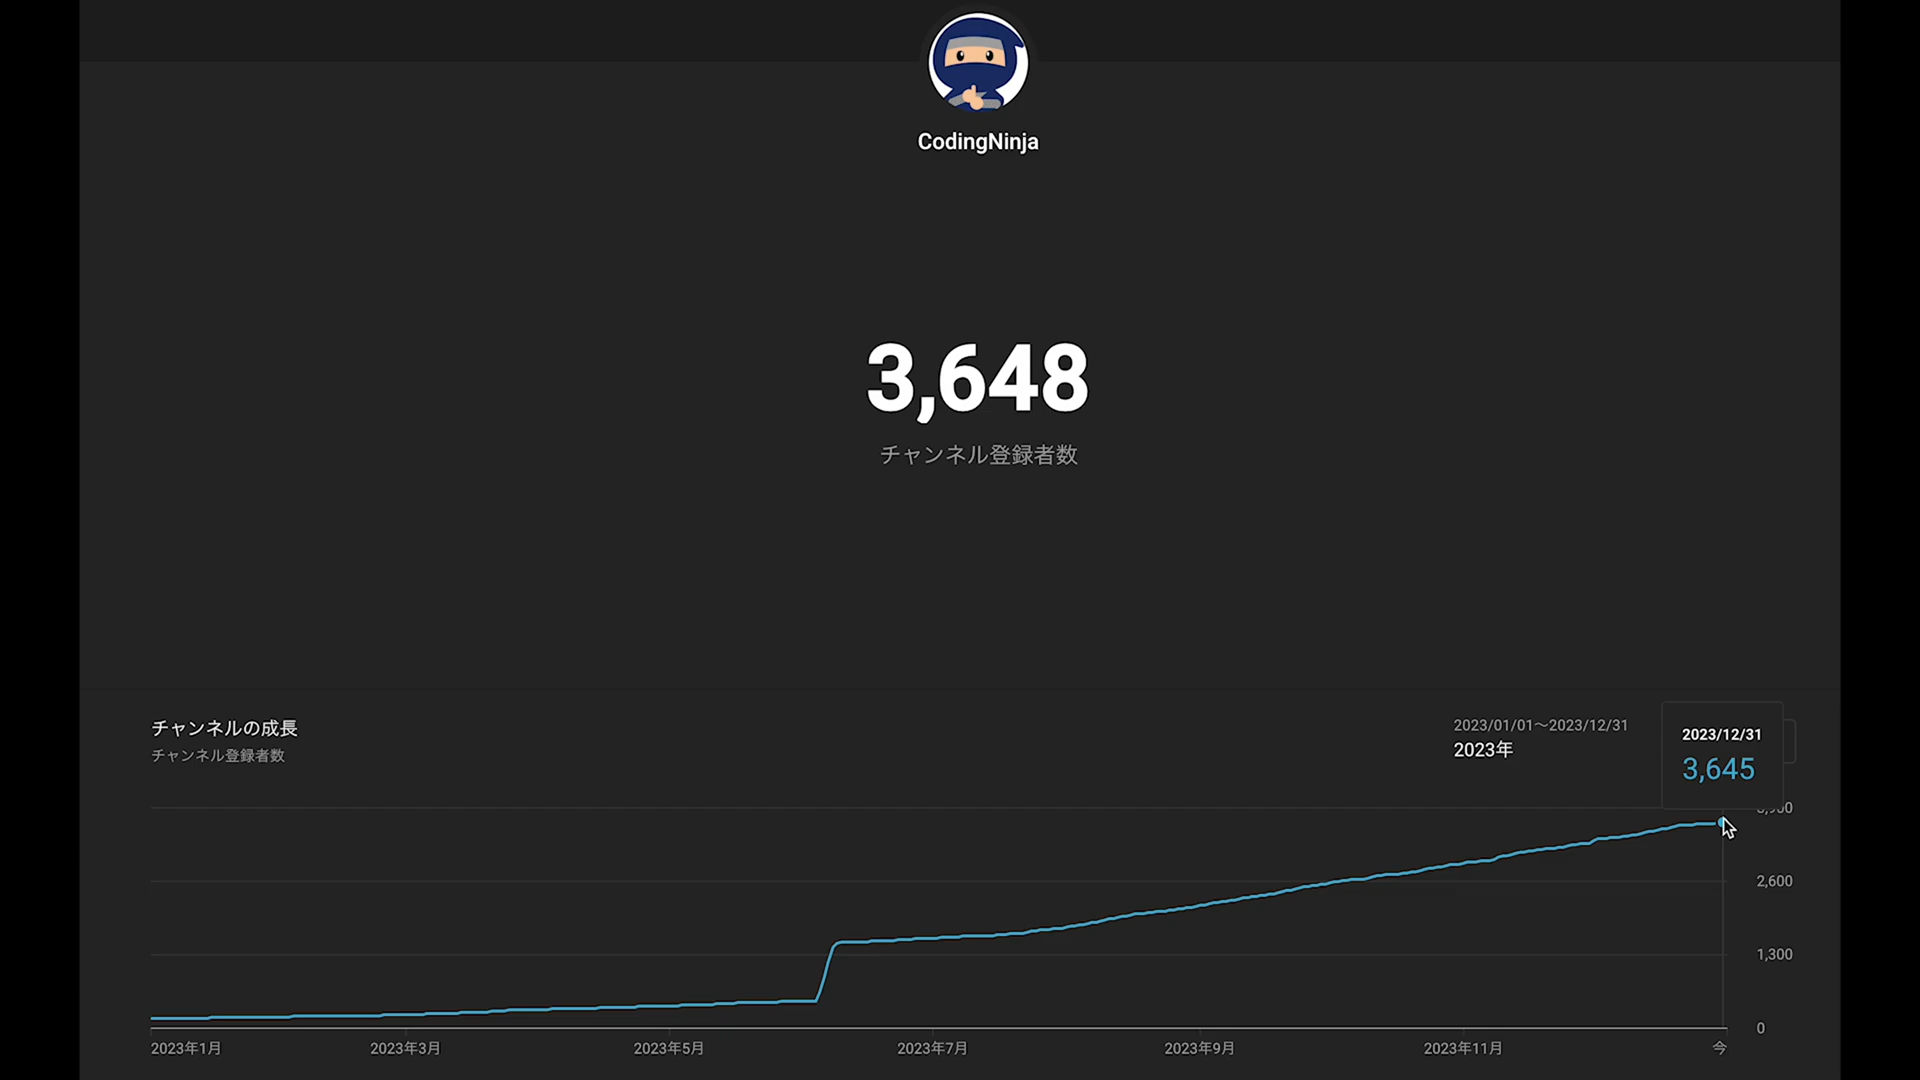 CodingNinja
3,648
チャンネル登録者数
チャンネルの成長
チャンネル登録者数
2023/01/01〜2023/12/31
2023年
2023/12/31
3,645
2,600
1,300
0
2023年1月
2023年3月
2023年5月
2023年7月
2023年9月
2023年11月
今